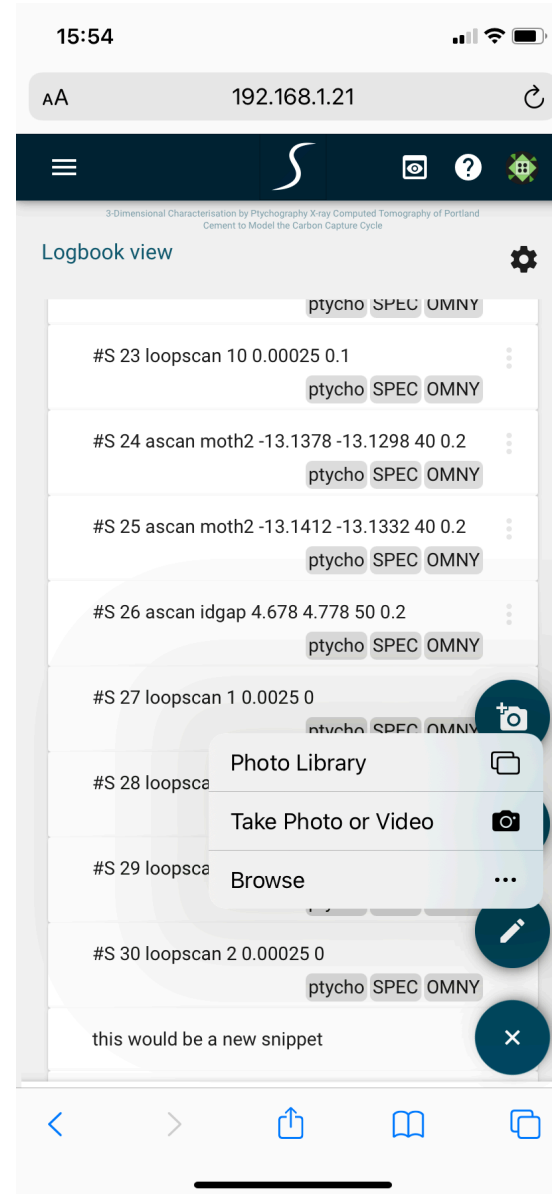 15:54
AA 192.168.1.21
3-Dimensional Characterisation by Ptychography X-ray Computed Tomography of Portland
Cement to Model the Carbon Capture Cycle
Logbook view
ptycho SPEC OMNY
#S 23 loopscan 10 0.00025 0.1
ptycho SPEC OMNY
#S 24 ascan moth2 -13.1378 -13.1298 40 0.2
ptycho SPEC OMNY
#S 25 ascan moth2 -13.1412 -13.1332 40 0.2
ptycho SPEC OMNY
#S 26 ascan idgap 4.678 4.778 50 0.2
ptycho SPEC OMNY
#S 27 loopscan 1 0.0025 0
ptycho SPEC OMNY
Photo Library
#S 28 loopsca
Take Photo or Video
#S 29 loopsca
Browse
#S 30 loopscan 2 0.00025 0
ptycho SPEC OMNY
this would be a new snippet